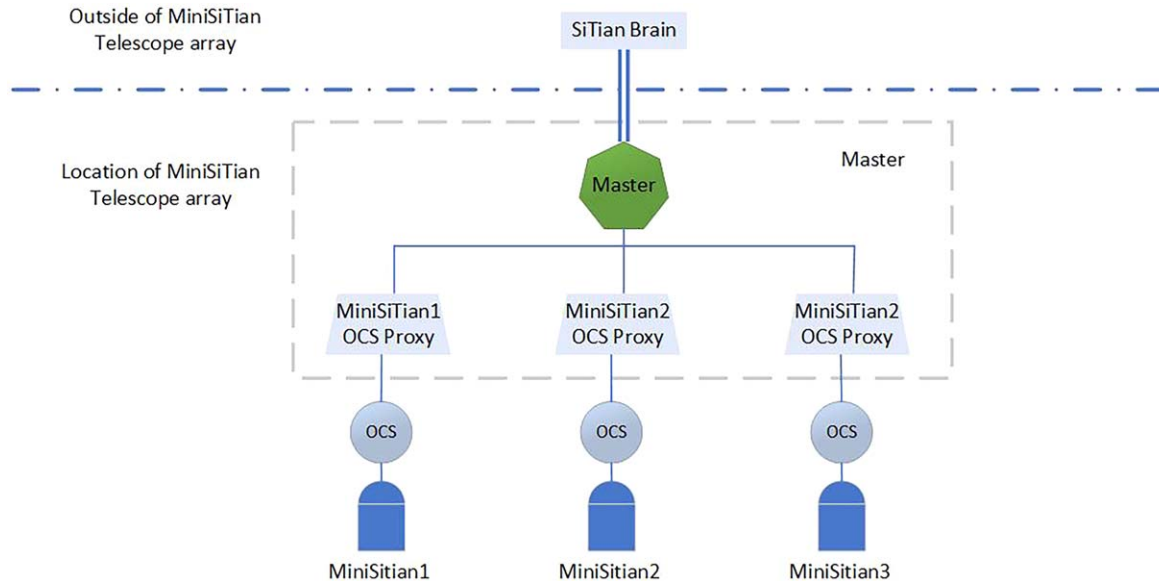 Outside of MiniSiTian
Telescope array
SiTian Brain
Location of MiniSiTian
Telescope array
Master
Master
MiniSiTian1
OCS Proxy
MiniSiTian2
OCS Proxy
MiniSiTian2
OCS Proxy
OCS
OCS
OCS
MiniSitian1
MiniSitian2
MiniSitian3